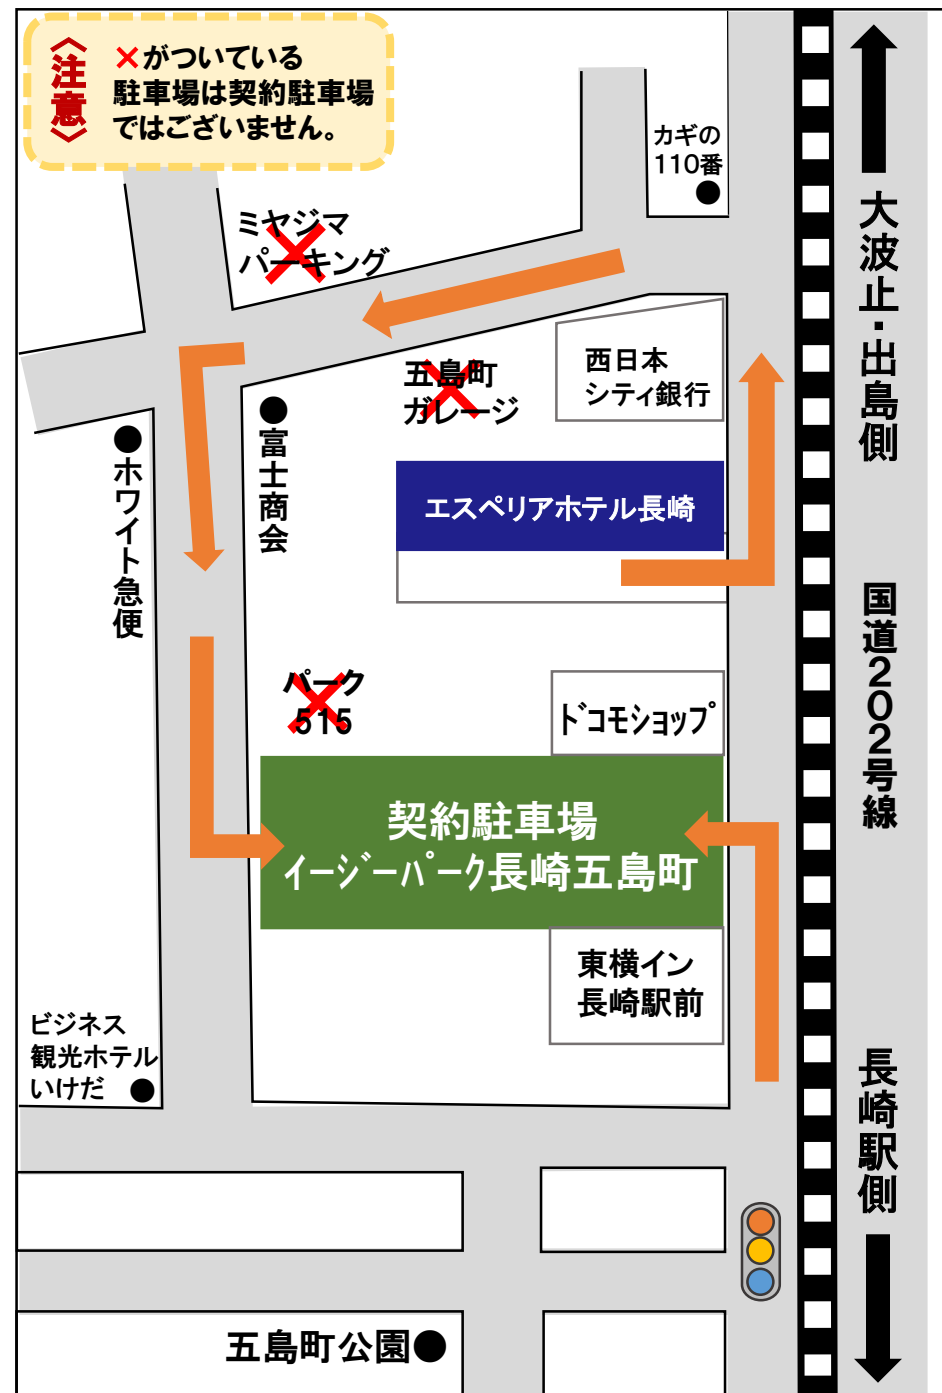 〈注意〉
×がついている
駐車場は契約駐車場
ではございません。
カギの
110番
ミヤジマ
パーキング
大波止・出島側
五島町
ガレージ
西日本
シティ銀行
富士商会
ホワイト急便
エスペリアホテル長崎
国道202号線
パーク
515
ドコモショップ
契約駐車場
イージーパーク長崎五島町
東横イン
長崎駅前
ビジネス
観光ホテル
いけだ
長崎駅側
五島町公園